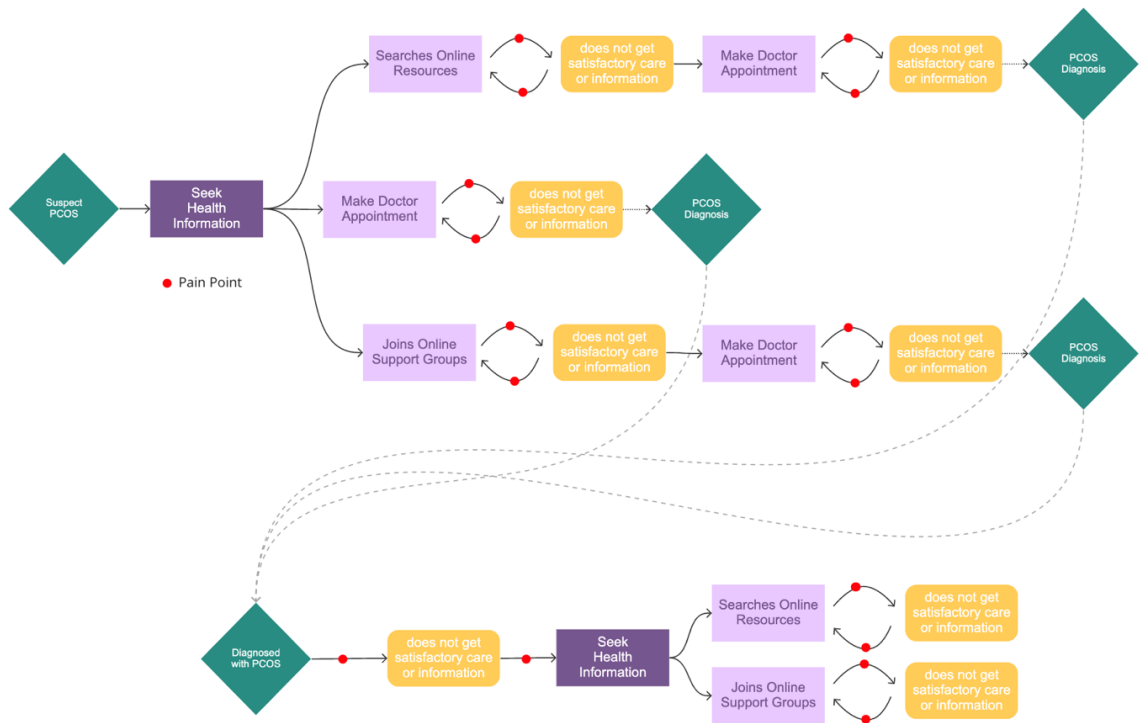 Searches Online
Resources
does not get
satisfactory care
or information
Make Doctor
Appointment
does not get
satisfactory care
or information
PCOS
Diagnosis
Suspect
PCOS
Seek
Health
Information
Make Doctor
Appointment
does not get
satisfactory care
or information
PCOS
Diagnosis
Pain Point
Joins Online
Support Groups
does not get
satisfactory care
or information
Make Doctor
Appointment
does not get
satisfactory care
or information
PCOS
Diagnosis
Diagnosed
with PCOS
does not get
satisfactory care
or information
Seek
Health
Information
Searches Online
Resources
does not get
satisfactory care
or information
Joins Online
Support Groups
does not get
satisfactory care
or information